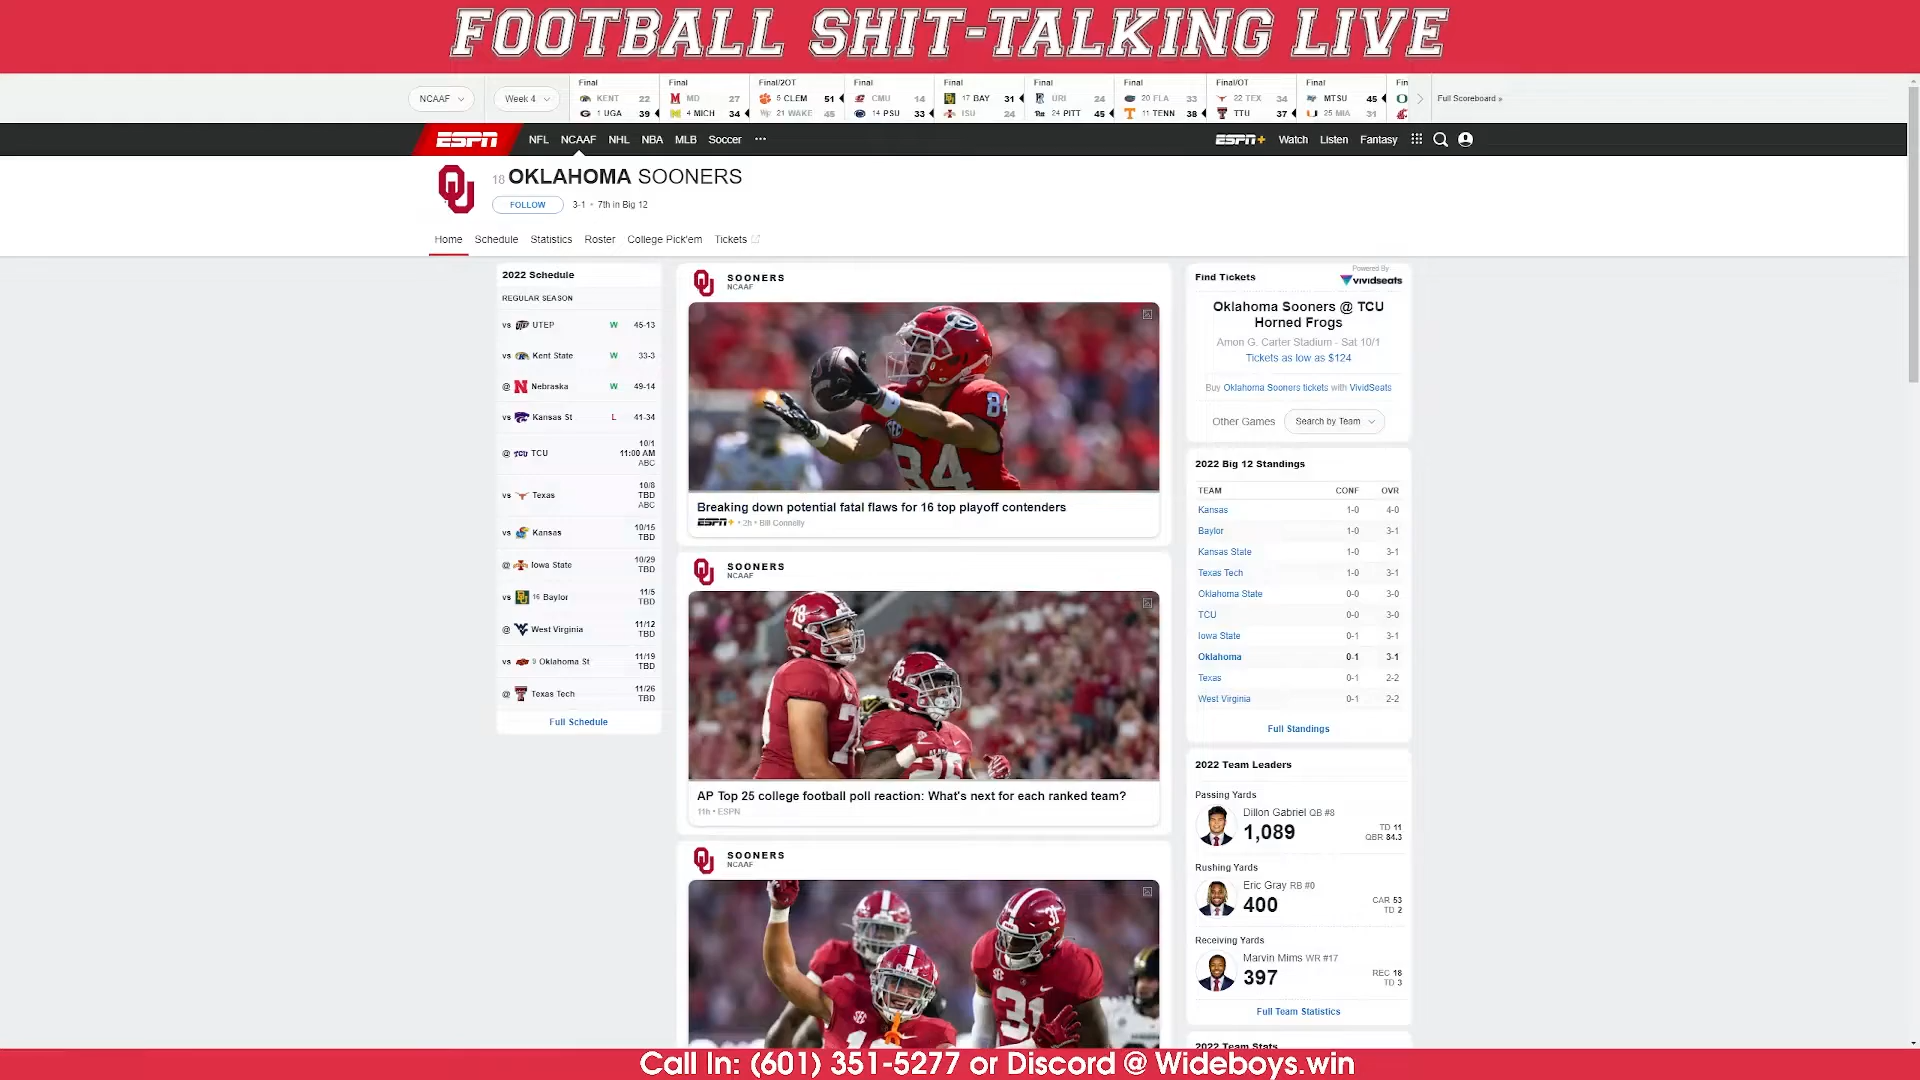 FOOTBALL SHIT-TALKING LIVE
NCAAF
Week 4
Final
KENT 22
1 UGA 39
Final
MD 27
4 MICH 34
Final/2OT
5 CLEM 51
21 WAKE 45
Final
CMU 14
14 PSU 33
Final
17 BAY 31
ISU 24
Final
URI 24
24 PITT 45
Final
20 FLA 33
11 TENN 38
Final/OT
22 TEX 34
TTU 37
Final
MTSU 45
25 MIA 31
Fin
Full Scoreboard »
ESPN NFL NCAAF NHL NBA MLB Soccer ••• ESPN+ Watch Listen Fantasy
18 OKLAHOMA SOONERS
FOLLOW 3-1 • 7th in Big 12
Home Schedule Statistics Roster College Pick'em Tickets
2022 Schedule
REGULAR SEASON
vs UTEP W 45-13
vs Kent State W 33-3
@ Nebraska W 49-14
vs Kansas St L 41-34
@ TCU 10/1
11:00 AM
ABC
vs Texas 10/8
TBD
ABC
vs Kansas 10/15
TBD
@ Iowa State 10/29
TBD
vs 16 Baylor 11/5
TBD
@ West Virginia 11/12
TBD
vs 9 Oklahoma St 11/19
TBD
@ Texas Tech 11/26
TBD
Full Schedule
SOONERS
NCAAF
84
Breaking down potential fatal flaws for 16 top playoff contenders
ESPN+ • 2h • Bill Connelly
SOONERS
NCAAF
78
AP Top 25 college football poll reaction: What's next for each ranked team?
11h • ESPN
SOONERS
NCAAF
31
Find Tickets
Powered By
vividseats
Oklahoma Sooners @ TCU
Horned Frogs
Amon G. Carter Stadium - Sat 10/1
Tickets as low as $124
Buy Oklahoma Sooners tickets with VividSeats
Other Games Search by Team
2022 Big 12 Standings
TEAM CONF OVR
Kansas 1-0 4-0
Baylor 1-0 3-1
Kansas State 1-0 3-1
Texas Tech 1-0 3-1
Oklahoma State 0-0 3-0
TCU 0-0 3-0
Iowa State 0-1 3-1
Oklahoma 0-1 3-1
Texas 0-1 2-2
West Virginia 0-1 2-2
Full Standings
2022 Team Leaders
Passing Yards
Dillon Gabriel QB #8
1,089
TD 11
QBR 84.3
Rushing Yards
Eric Gray RB #0
400
CAR 53
TD 2
Receiving Yards
Marvin Mims WR #17
397
REC 18
TD 3
Full Team Statistics
2022 Team Stats
Call In: (601) 351-5277 or Discord @ Wideboys.win